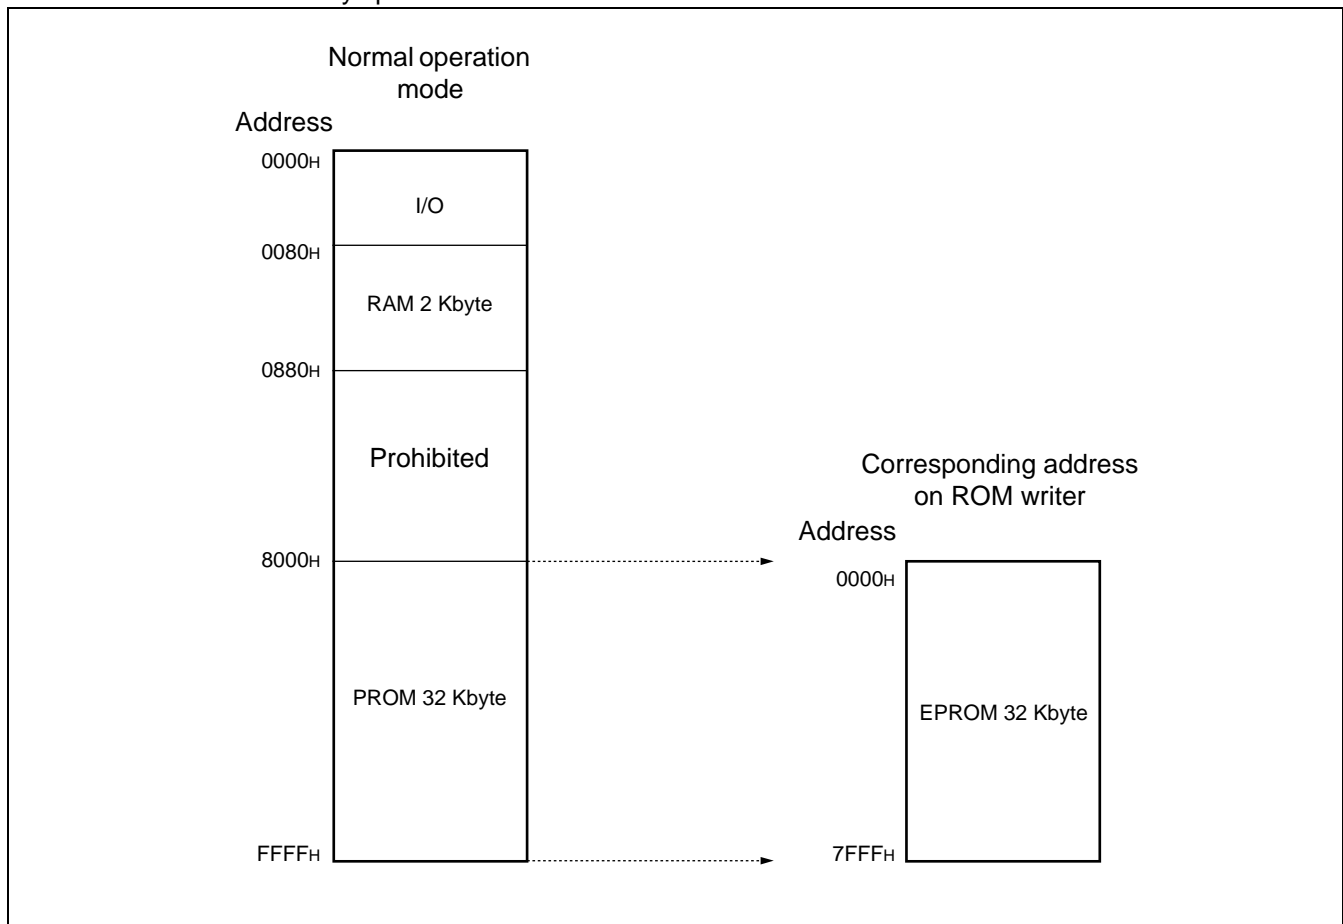 Normal operation
mode
Address
0000H
I/O
0080H
RAM 2 Kbyte
0880H
Prohibited
Corresponding address
on ROM writer
Address
8000H
0000H
PROM 32 Kbyte
EPROM 32 Kbyte
FFFFH
7FFFH